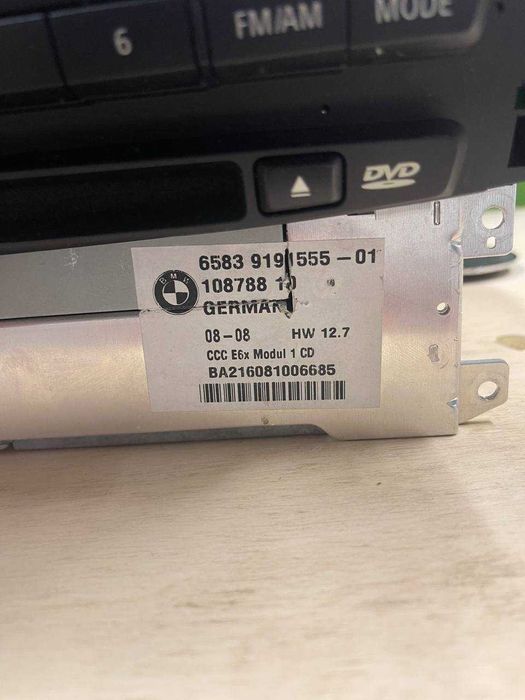 6
FM/AM
MODE
DVD
BMW
6583 9191555-01
108788 10
GERMANY
08-08 HW 12.7
CCC E6x Modul 1 CD
BA216081006685